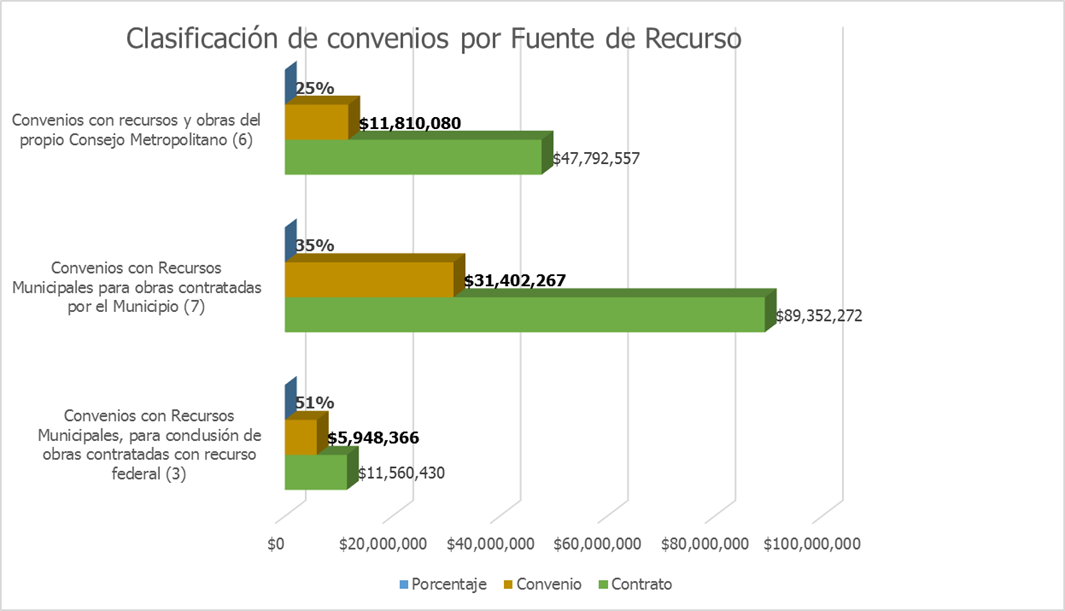 Clasificación de convenios por Fuente de Recurso
25%
Convenios con recursos y obras del
propio Consejo Metropolitano (6)
$11,810,080
$47,792,557
35%
Convenios con Recursos
Municipales para obras contratadas
por el Municipio (7)
$31,402,267
$89,352,272
51%
Convenios con Recursos
Municipales, para conclusión de
obras contratadas con recurso
federal (3)
$5,948,366
$11,560,430
$0 $20,000,000 $40,000,000 $60,000,000 $80,000,000 $100,000,000
Porcentaje Convenio Contrato